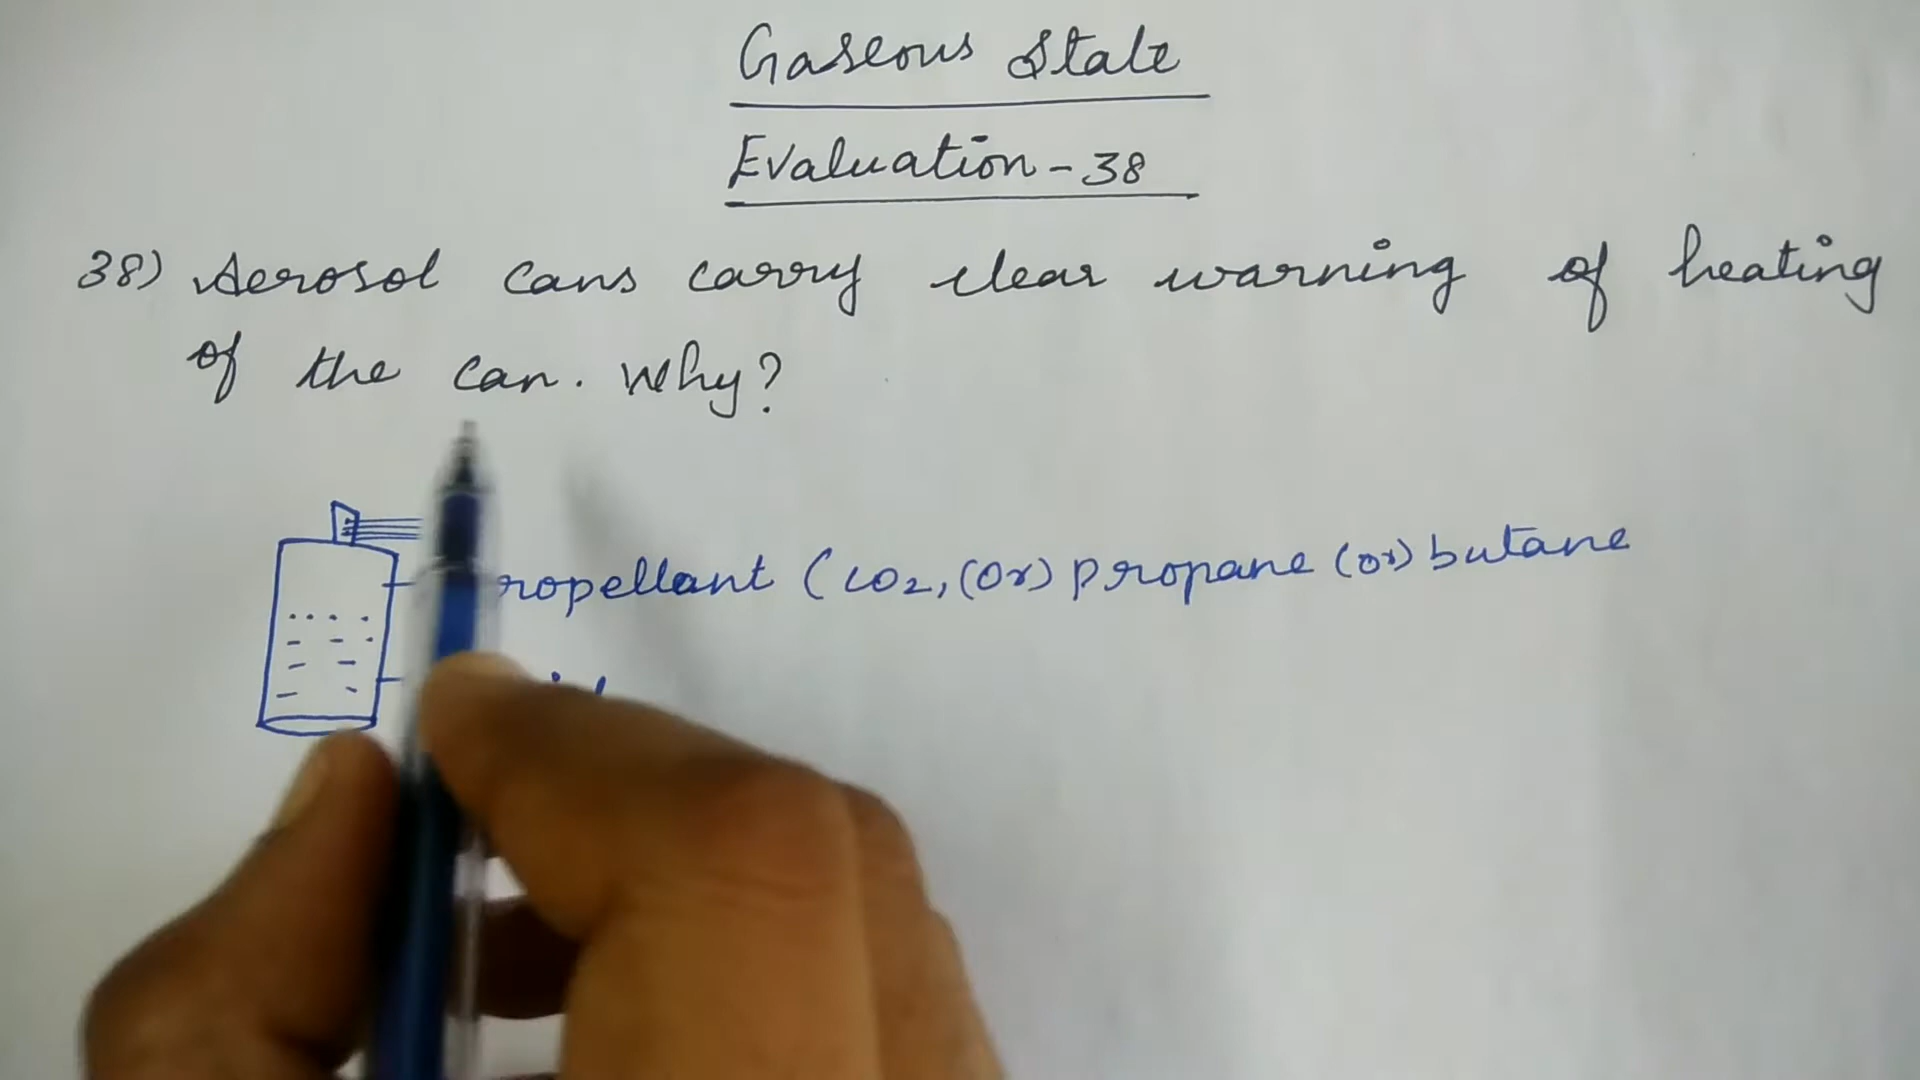 Gaseous State
Evaluation - 38
38) Aerosol cans carry clear warning of heating
of the can. Why?
ropellant (CO2, (or) propane (or) butane